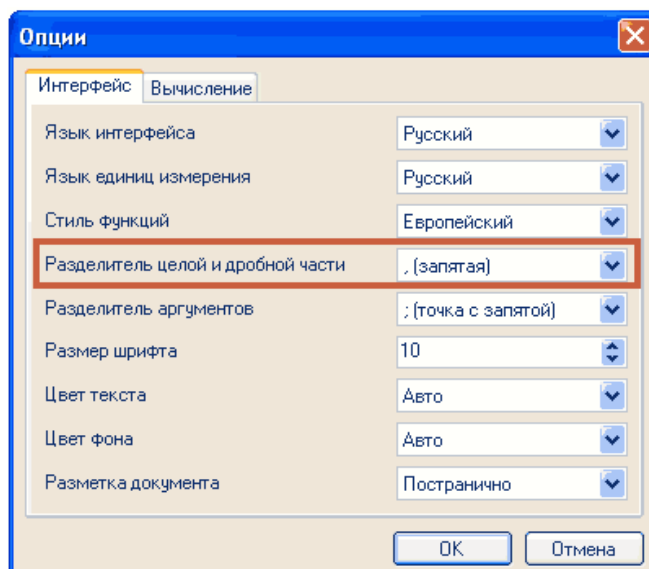 Опции
Интерфейс Вычисление
Язык интерфейса Русский
Язык единиц измерения Русский
Стиль функций Европейский
Разделитель целой и дробной части , (запятая)
Разделитель аргументов ; (точка с запятой)
Размер шрифта 10
Цвет текста Авто
Цвет фона Авто
Разметка документа Постранично
OK Отмена